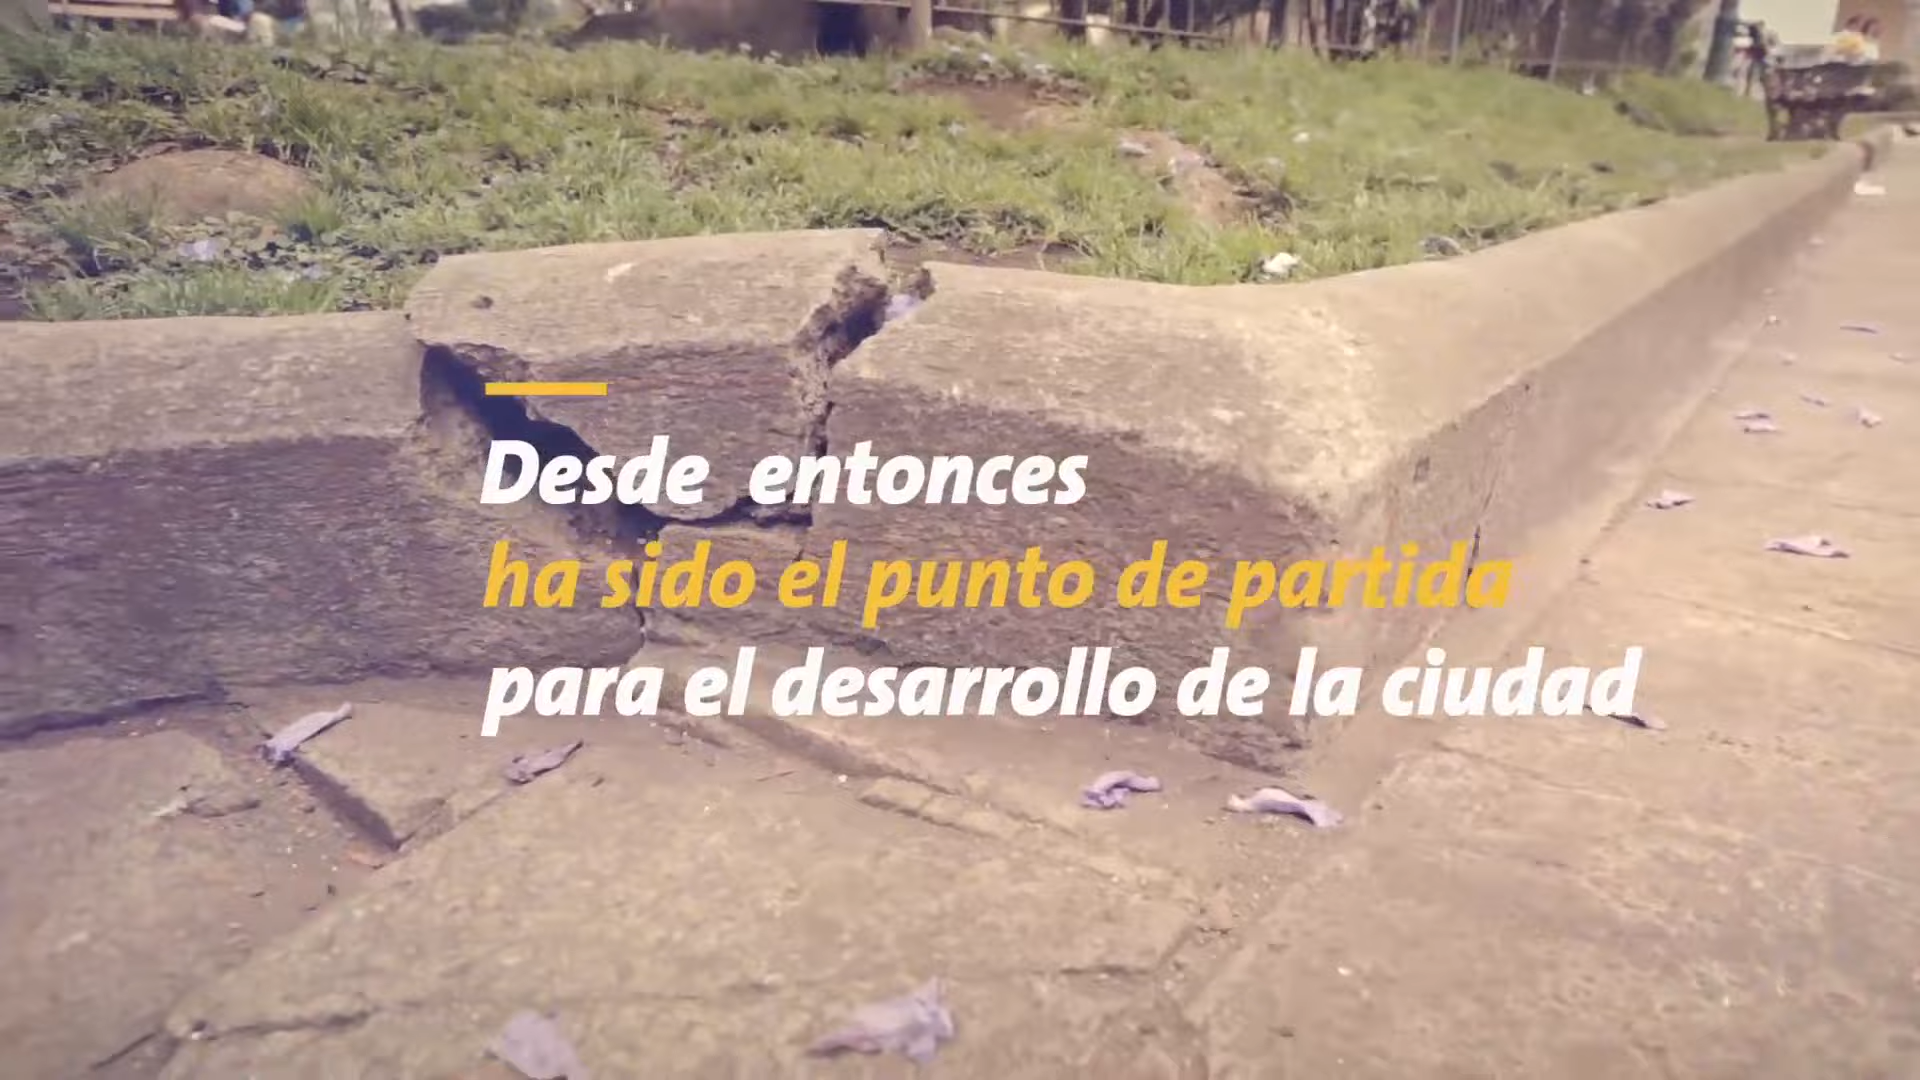 Desde entonces
ha sido el punto de partida
para el desarrollo de la ciudad